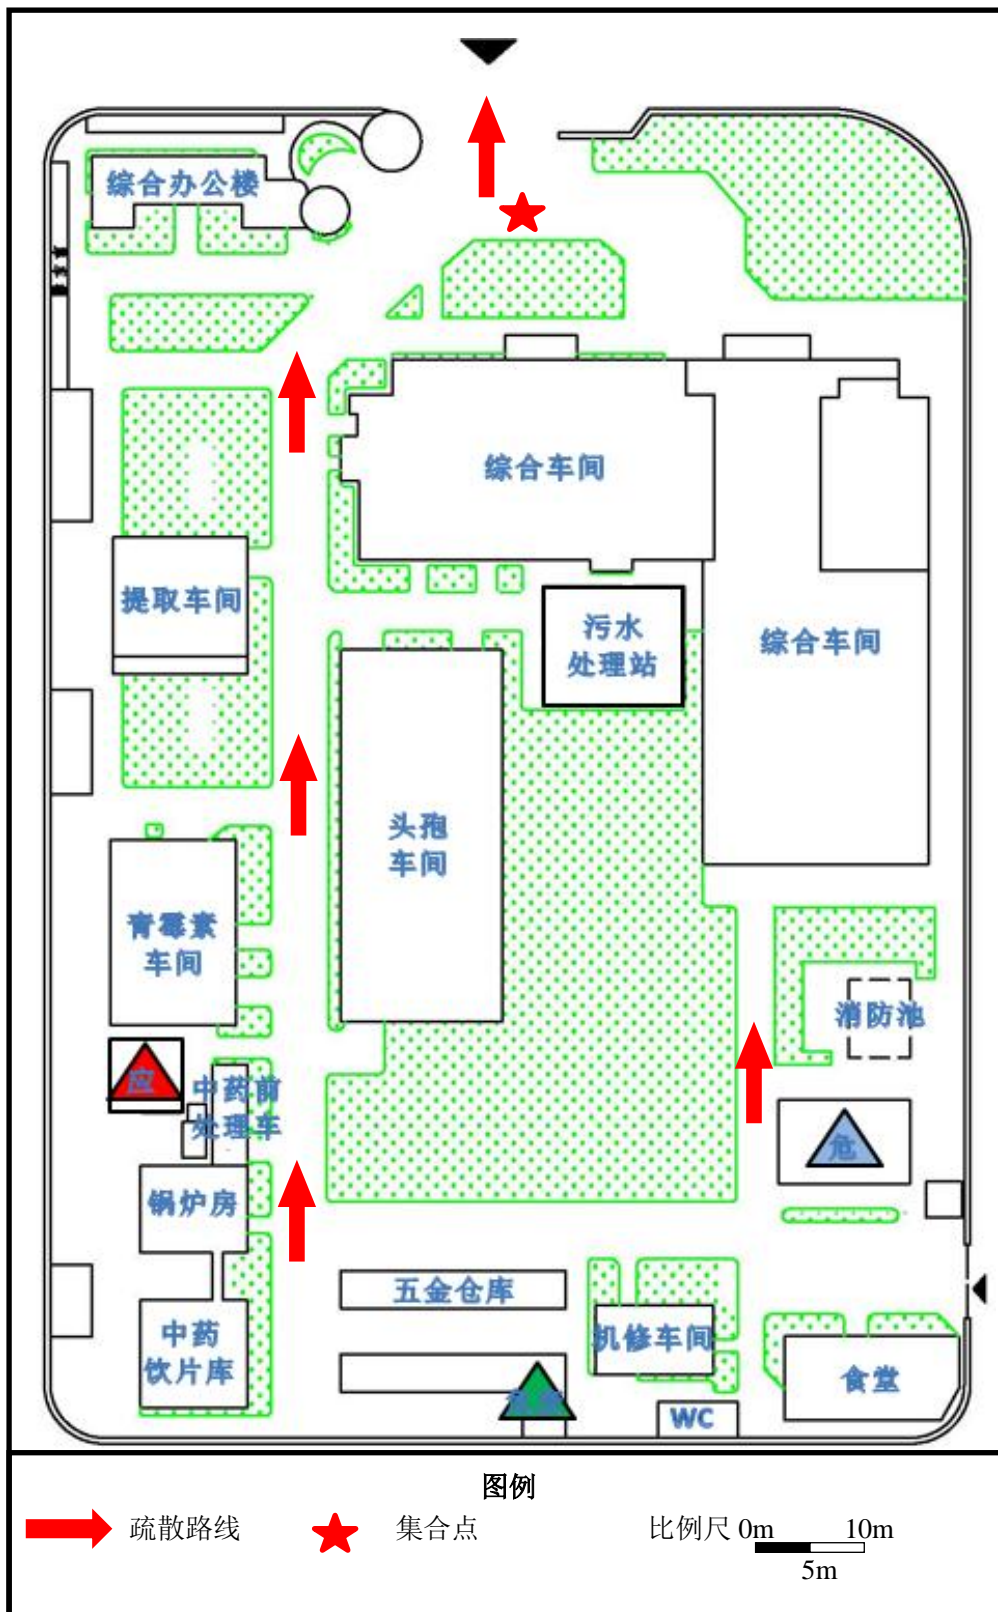 综合办公楼
综合车间
提取车间
污水
处理站
综合车间
头孢
车间
青霉素
车间
消防池
应
中药前
处理车
危
锅炉房
五金仓库
中药
饮片库
机修车间
食堂
WC
图例
疏散路线
集合点
比例尺 0m 10m
5m